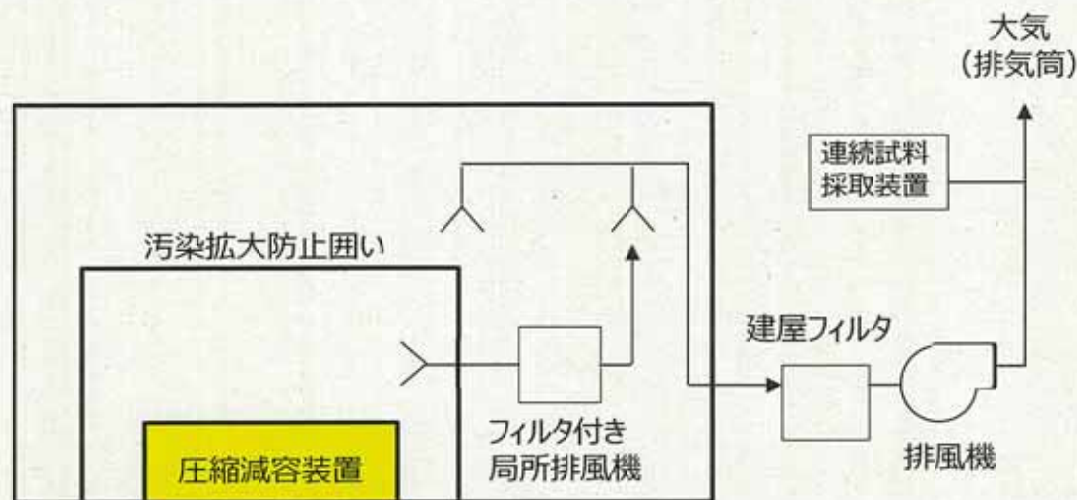 大気
(排気筒)
連続試料
採取装置
汚染拡大防止囲い
建屋フィルタ
フィルタ付き
局所排風機
排風機
圧縮減容装置